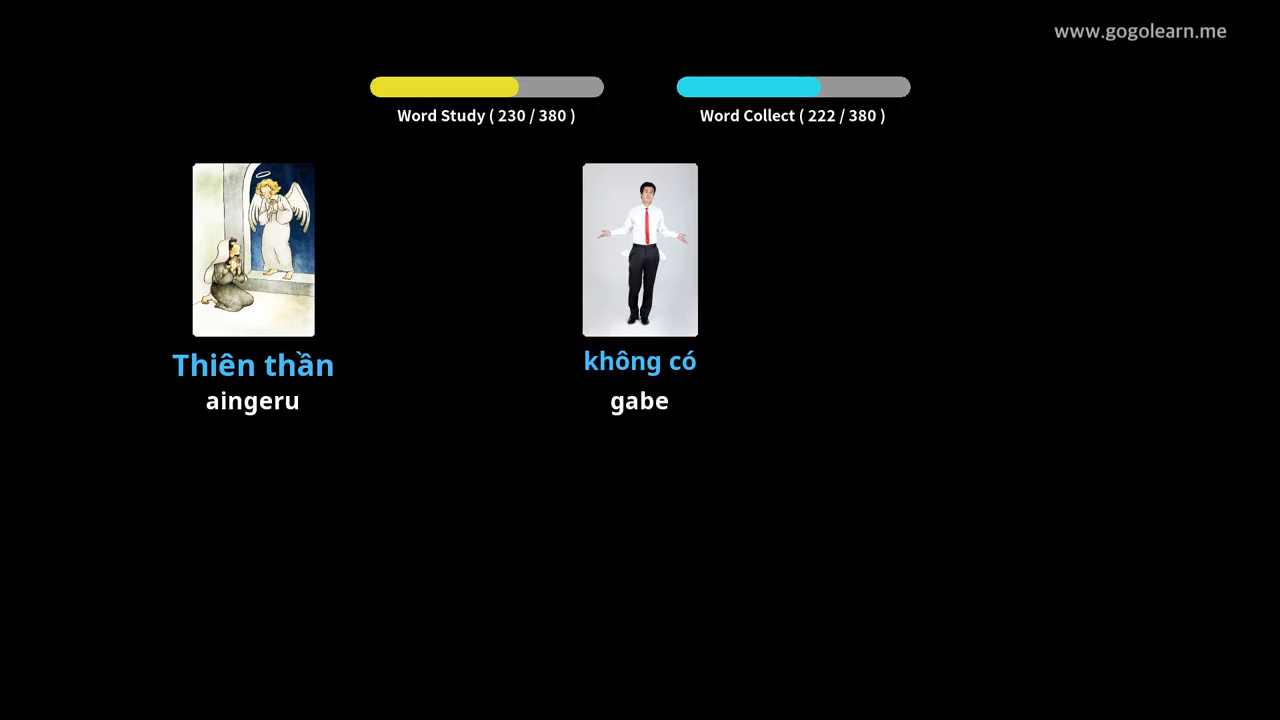 www.gogolearn.me
Word Study ( 230 / 380 )
Word Collect ( 222 / 380 )
Thiên thần
aingeru
không có
gabe